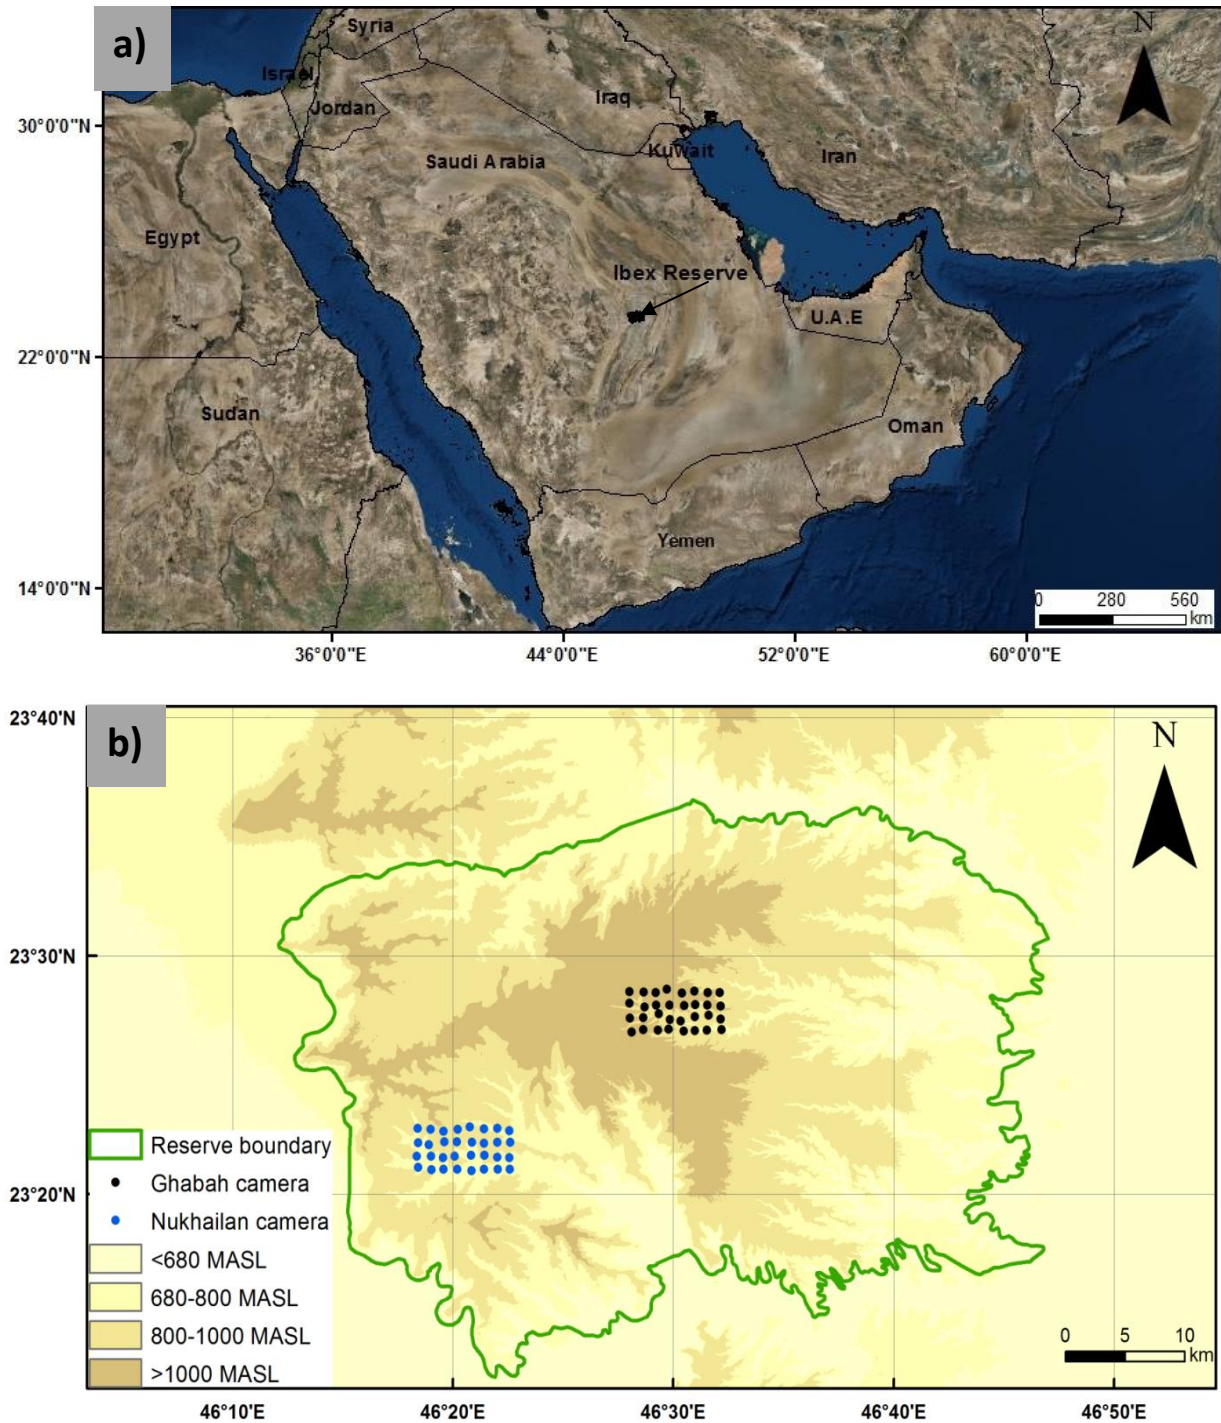 a)
N
Syria
Israel
Jordan
Iraq
30°0'0"N
Kuwait
Iran
Saudi Arabia
Egypt
Ibex Reserve
U.A.E
22°0'0"N
Sudan
Oman
Yemen
14°0'0"N
0 280 560
km
36°0'0"E 44°0'0"E 52°0'0"E 60°0'0"E
b)
N
23°40'N
23°30'N
23°20'N
Reserve boundary
Ghabah camera
Nukhailan camera
<680 MASL
680-800 MASL
800-1000 MASL
>1000 MASL
0 5 10
km
46°10'E 46°20'E 46°30'E 46°40'E 46°50'E